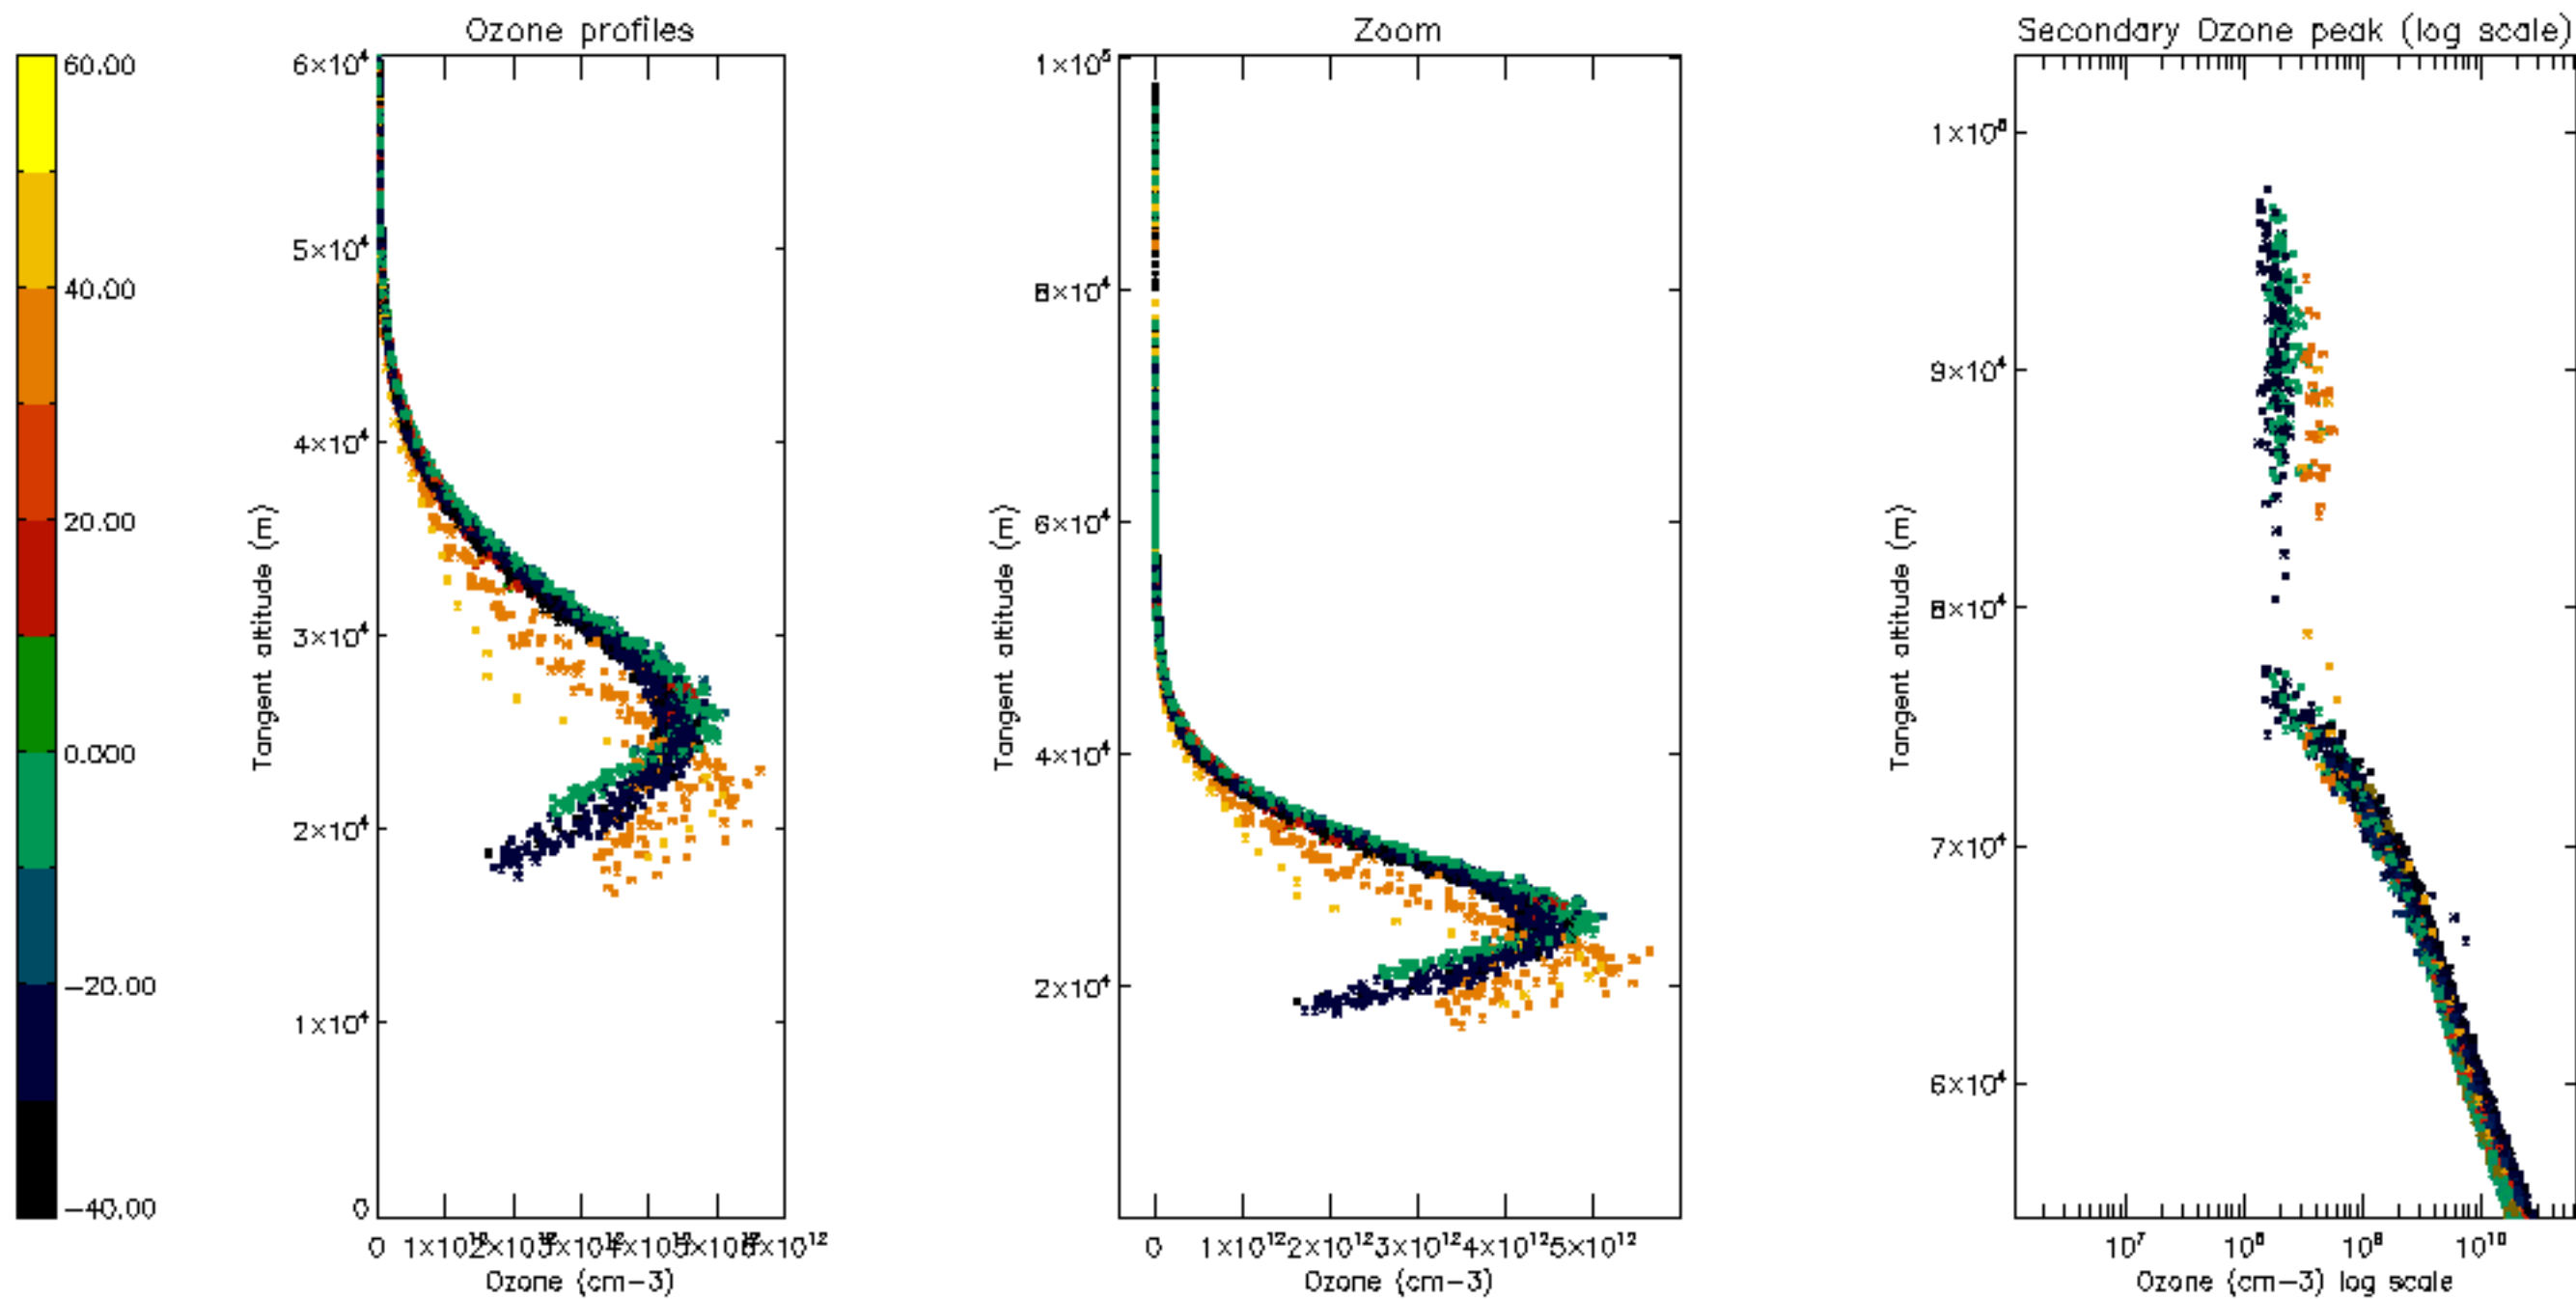 Ozone profiles
Zoom
Secondary Ozone peak (log scale)
60.00
40.00
20.00
0.000
−20.00
−40.00
6×10⁴
5×10⁴
4×10⁴
3×10⁴
2×10⁴
1×10⁴
0
Tangent altitude (m)
0
6×10¹²
Ozone (cm−3)
1×10⁵
8×10⁴
6×10⁴
4×10⁴
2×10⁴
Tangent altitude (m)
0 1×10¹² 2×10¹² 3×10¹² 4×10¹² 5×10¹²
Ozone (cm−3)
9×10⁴
8×10⁴
7×10⁴
6×10⁴
Tangent altitude (m)
10⁷ 10⁸ 10⁹ 10¹⁰
Ozone (cm−3) log scale